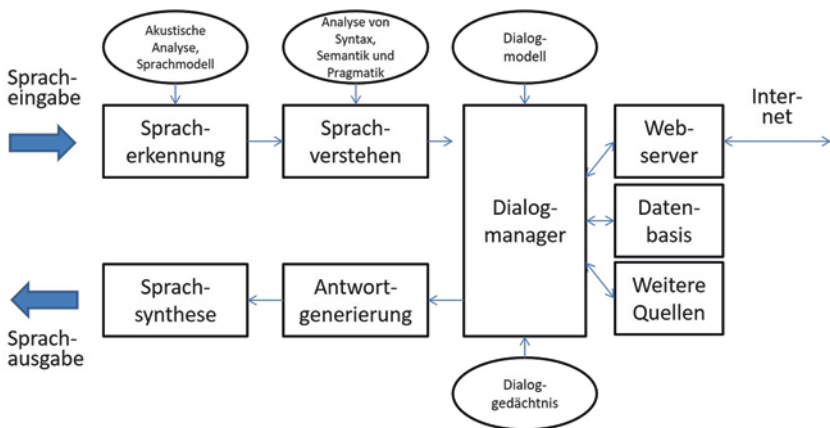 Akustische
Analyse,
Sprachmodell
Analyse von
Syntax,
Semantik und
Pragmatik
Dialog-
modell
Sprach-
eingabe
Sprach-
erkennung
Sprach-
verstehen
Dialog-
manager
Web-
server
Inter-
net
Daten-
basis
Weitere
Quellen
Antwort-
generierung
Sprach-
synthese
Sprach-
ausgabe
Dialog-
gedächtnis